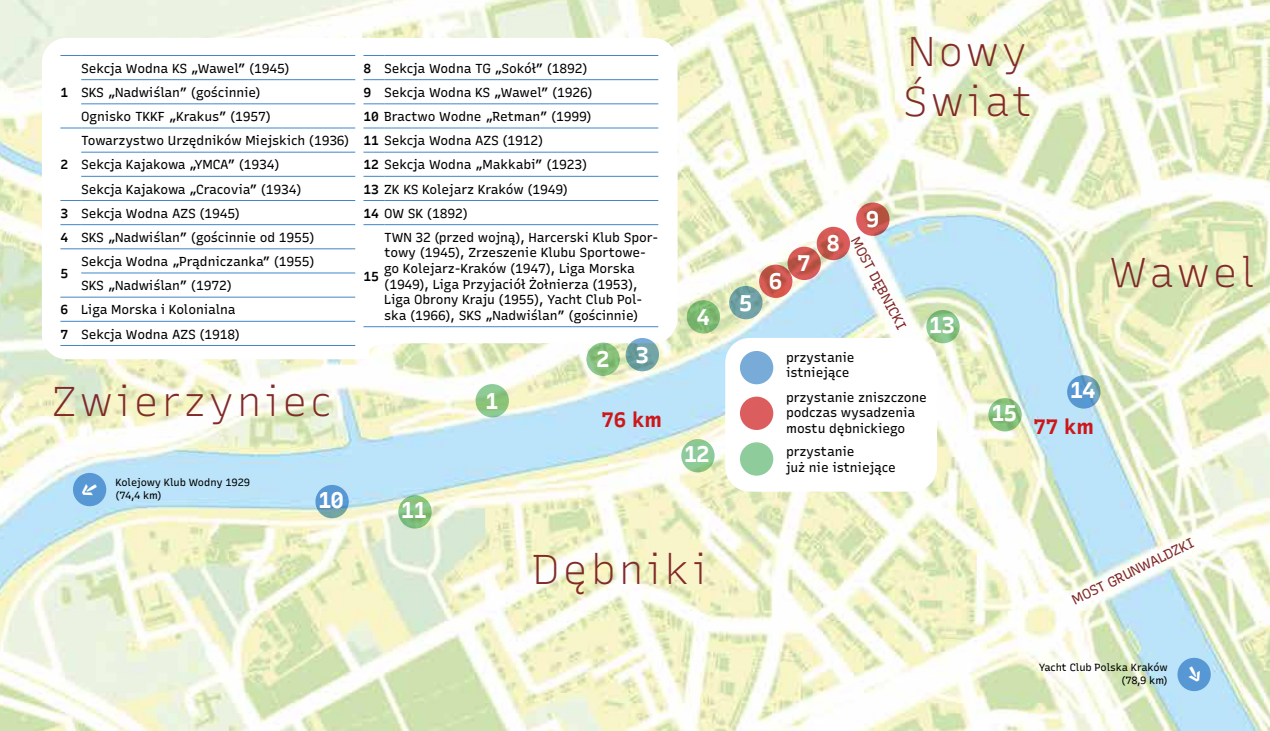 Sekcja Wodna KS „Wawel” (1945)
1 SKS „Nadwiślan” (gościnnie)
Ognisko TKKF „Krakus” (1957)
Towarzystwo Urzędników Miejskich (1936)
2 Sekcja Kajakowa „YMCA” (1934)
Sekcja Kajakowa „Cracovia” (1934)
3 Sekcja Wodna AZS (1945)
4 SKS „Nadwiślan” (gościnnie od 1955)
Sekcja Wodna „Prądniczanka” (1955)
5
SKS „Nadwiślan” (1972)
6 Liga Morska i Kolonialna
7 Sekcja Wodna AZS (1918)
8 Sekcja Wodna TG „Sokół” (1892)
9 Sekcja Wodna KS „Wawel” (1926)
10 Bractwo Wodne „Retman” (1999)
11 Sekcja Wodna AZS (1912)
12 Sekcja Wodna „Makkabi” (1923)
13 ZK KS Kolejarz Kraków (1949)
14 OW SK (1892)
TWN 32 (przed wojną), Harcerski Klub Spor-
towy (1945), Zrzeszenie Klubu Sportowe-
go Kolejarz-Kraków (1947), Liga Morska
15 (1949), Liga Przyjaciół Żołnierza (1953),
Liga Obrony Kraju (1955), Yacht Club Pol-
ska (1966), SKS „Nadwiślan” (gościnnie)
Nowy
Świat
Wawel
9
8
7
6
5
4
MOST DĘBNICKI
13
2
3
1
Zwierzyniec
76 km
przystanie
istniejące
przystanie zniszczone
podczas wysadzenia
mostu dębnickiego
przystanie
już nie istniejące
14
15
77 km
12
Kolejowy Klub Wodny 1929
(74,4 km)
10
11
Dębniki
MOST GRUNWALDZKI
Yacht Club Polska Kraków
(78,9 km)